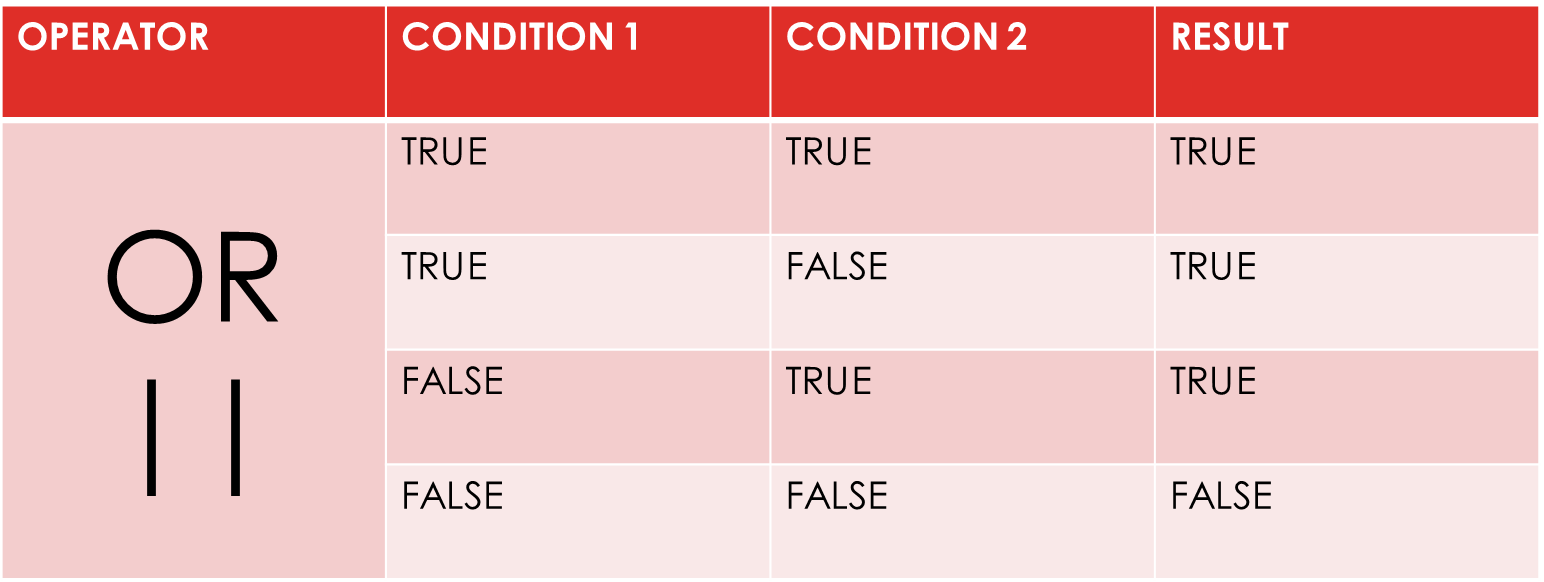 OPERATOR CONDITION 1 CONDITION 2 RESULT
TRUE TRUE TRUE
OR
||
TRUE FALSE TRUE
FALSE TRUE TRUE
FALSE FALSE FALSE